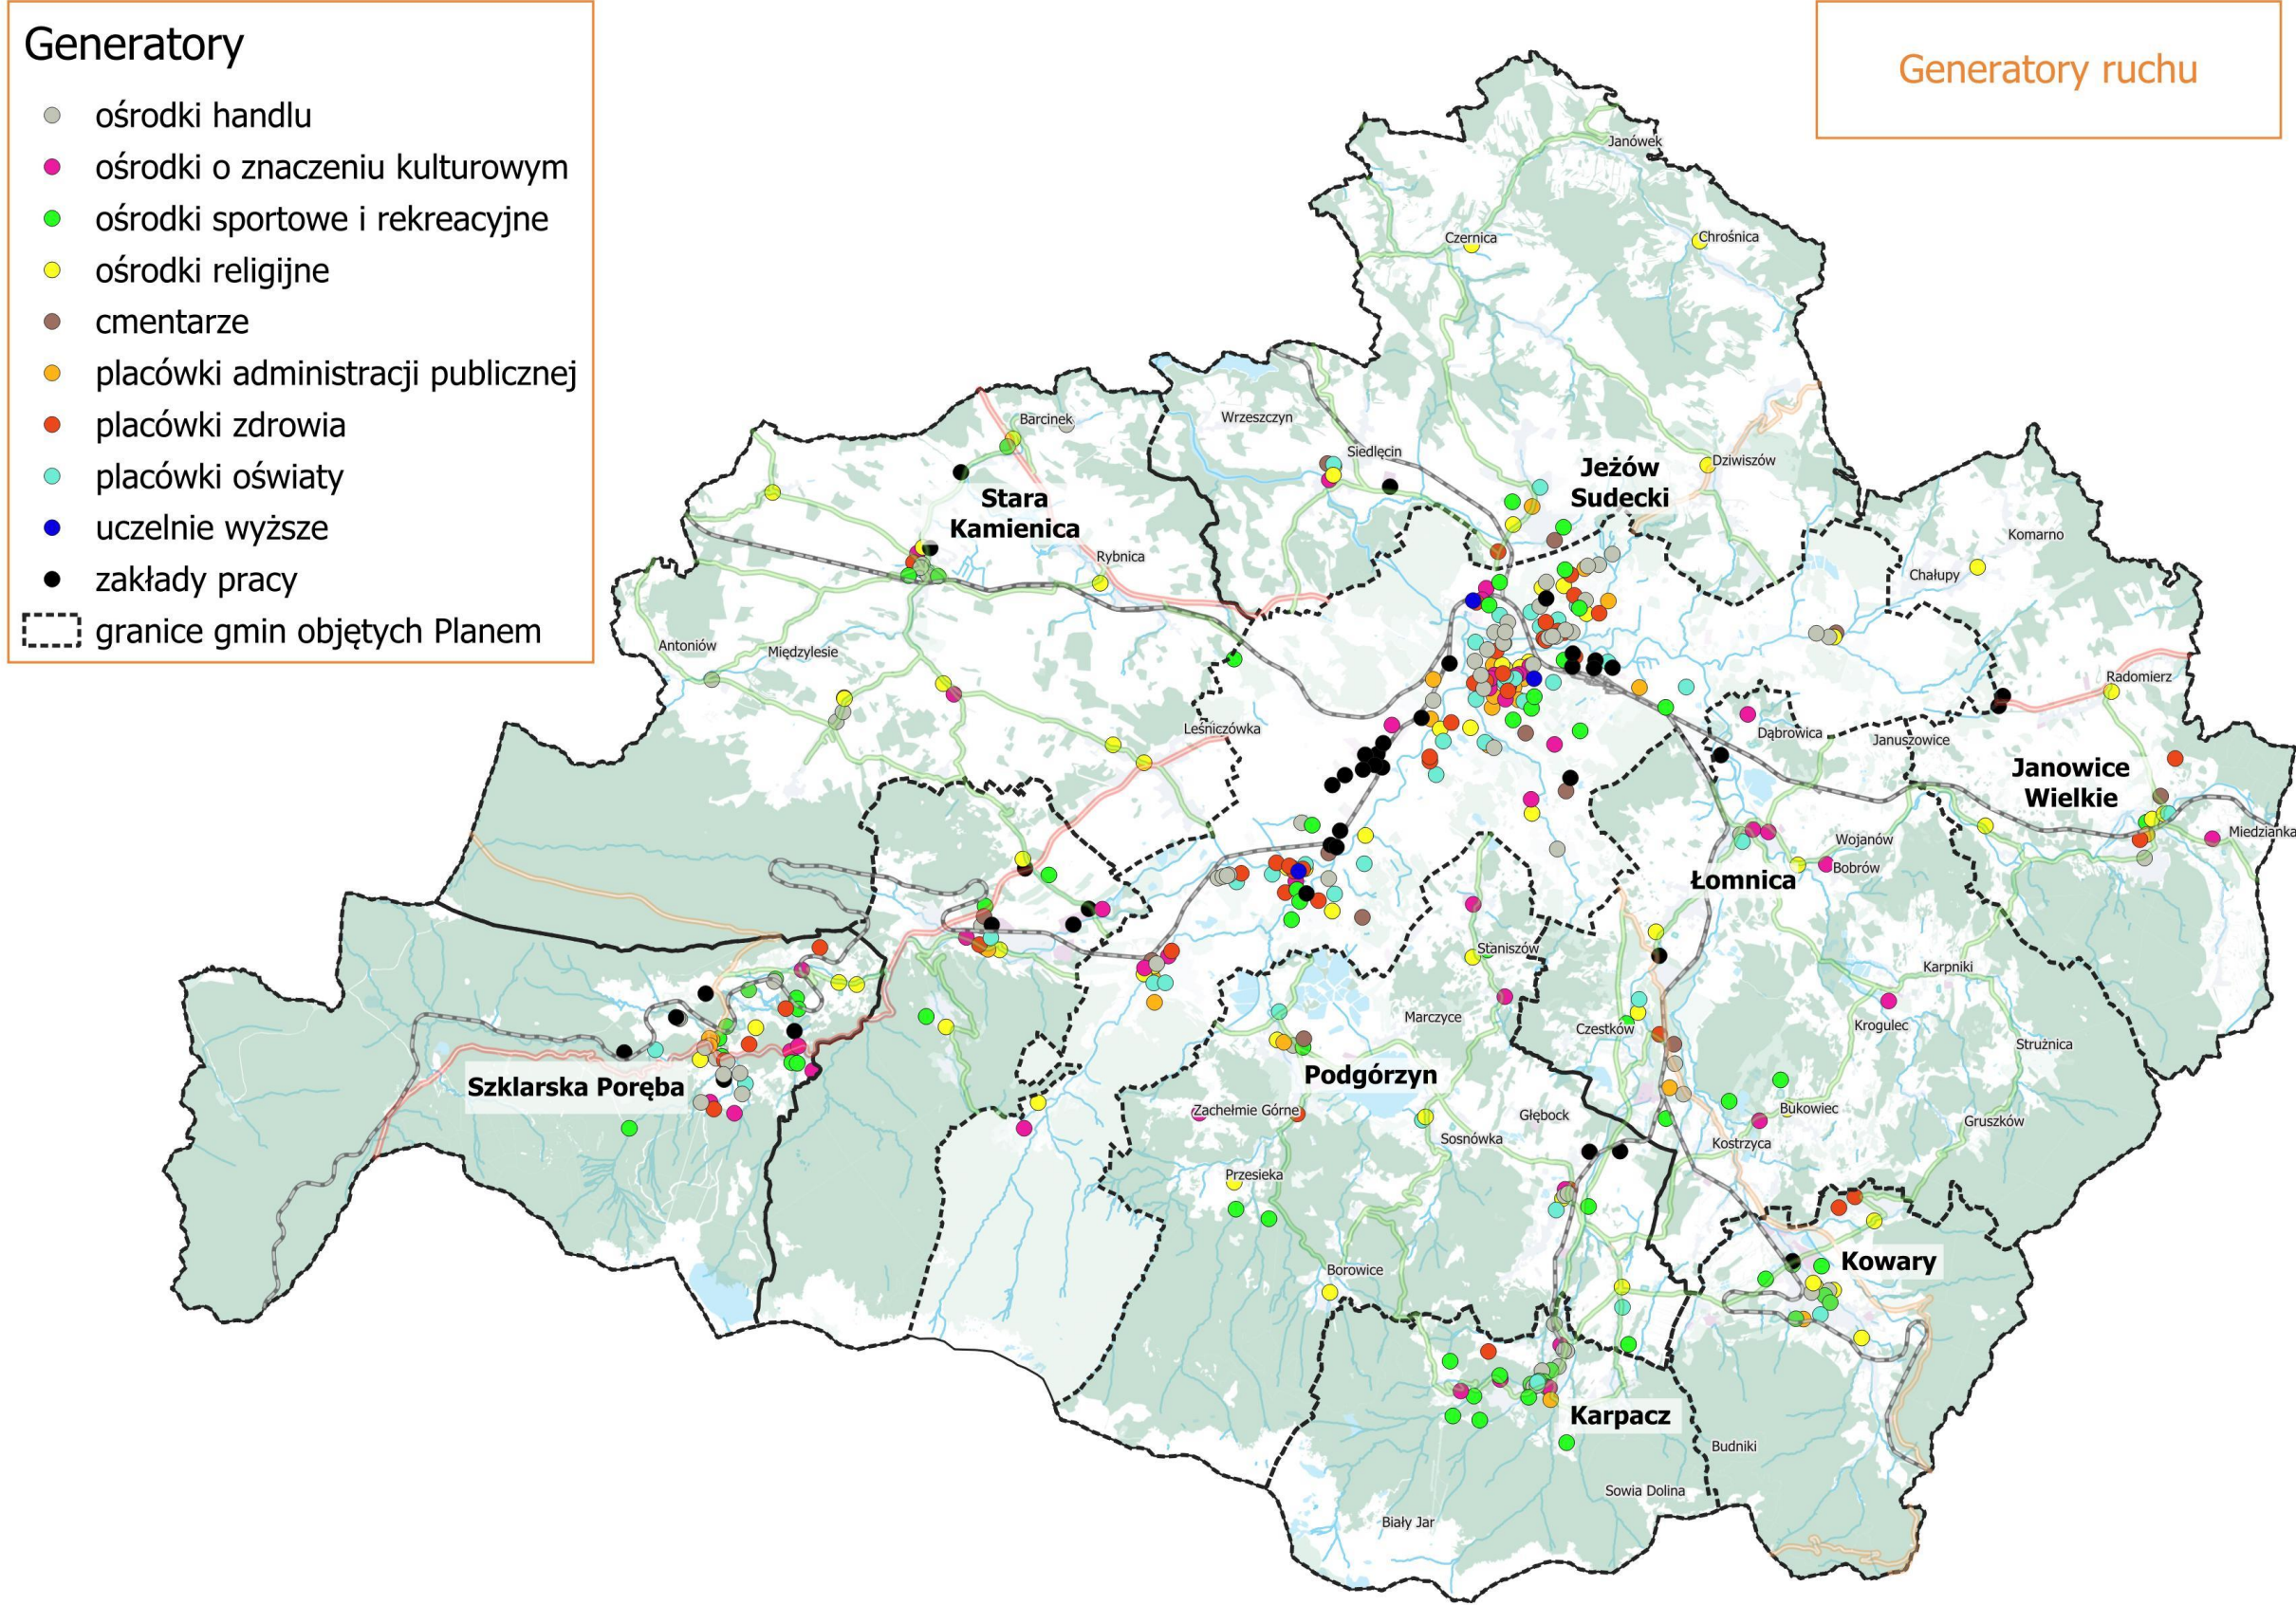 Generatory
ośrodki handlu
ośrodki o znaczeniu kulturowym
ośrodki sportowe i rekreacyjne
ośrodki religijne
cmentarze
placówki administracji publicznej
placówki zdrowia
placówki oświaty
uczelnie wyższe
zakłady pracy
granice gmin objętych Planem
Generatory ruchu
Janówek
Czernica
Chrośnica
Barcinek
Wrzeszczyn
Siedlęcin
Dziwiszów
Jeżów
Sudecki
Stara
Kamienica
Rybnica
Komarno
Chałupy
Antoniów
Międzylesie
Radomierz
Leśniczówka
Dąbrowica
Januszowice
Janowice
Wielkie
Miedzianka
Wojanów
Bobrów
Łomnica
Staniszów
Karpniki
Marczyce
Czestków
Krogulec
Strużnica
Szklarska Poręba
Podgórzyn
Zachełmie Górne
Głębock
Bukowiec
Gruszków
Sosnówka
Kostrzyca
Przesieka
Borowice
Kowary
Karpacz
Budniki
Sowia Dolina
Biały Jar